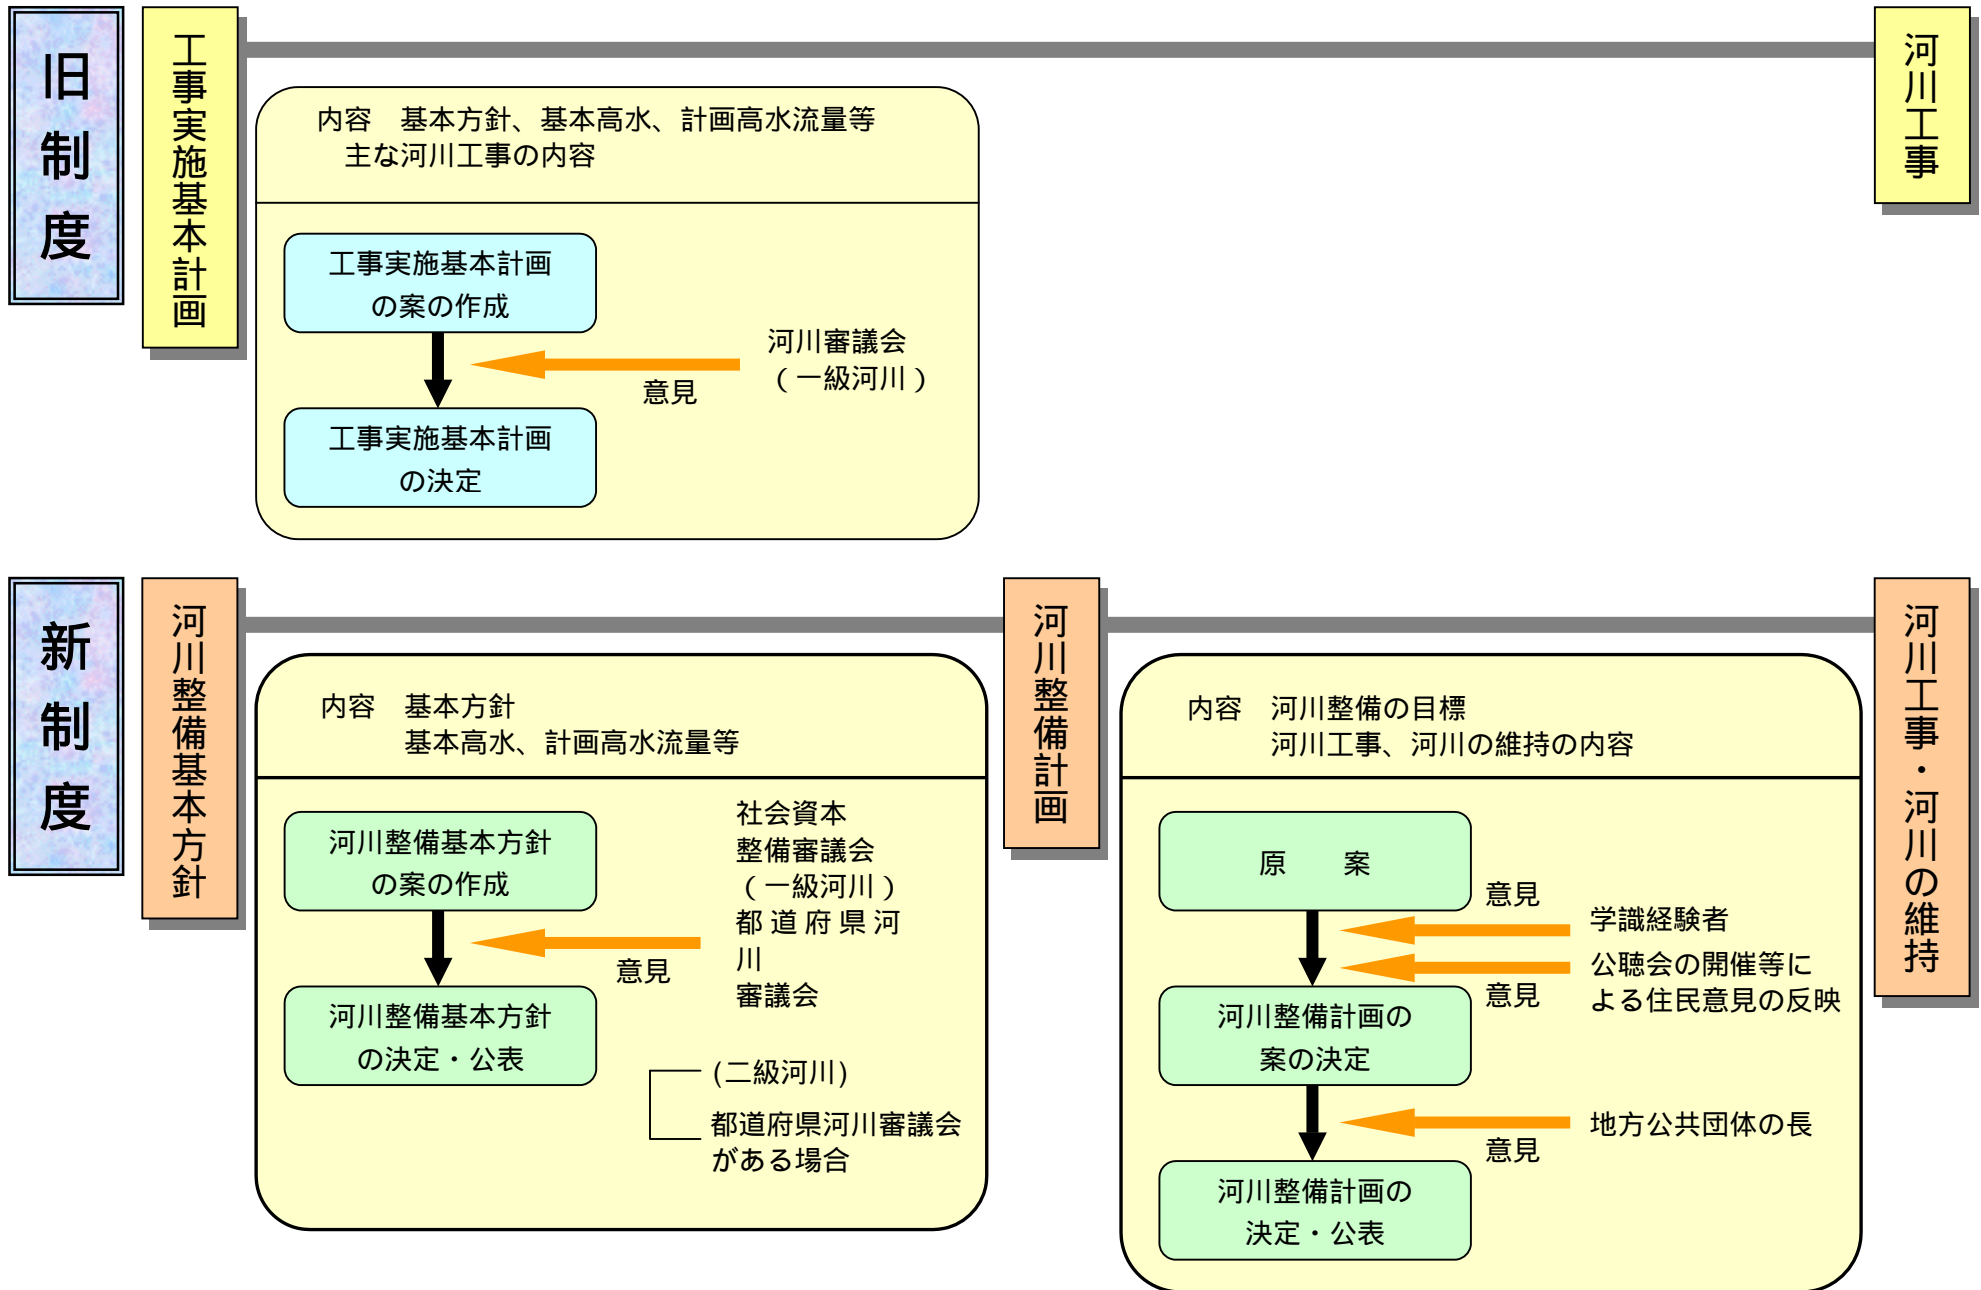 旧制度
工事実施基本計画
河川工事
内容　基本方針、基本高水、計画高水流量等
主な河川工事の内容
工事実施基本計画
の案の作成
河川審議会
（一級河川）
意見
工事実施基本計画
の決定
新制度
河川整備基本方針
内容　基本方針
基本高水、計画高水流量等
河川整備基本方針
の案の作成
社会資本
整備審議会
（一級河川）
都道府県河
川
審議会
意見
河川整備基本方針
の決定・公表
(二級河川)
都道府県河川審議会
がある場合
河川整備計画
内容　河川整備の目標
河川工事、河川の維持の内容
原　　案
意見
学識経験者
公聴会の開催等に
よる住民意見の反映
意見
河川整備計画の
案の決定
地方公共団体の長
意見
河川整備計画の
決定・公表
河川工事・河川の維持